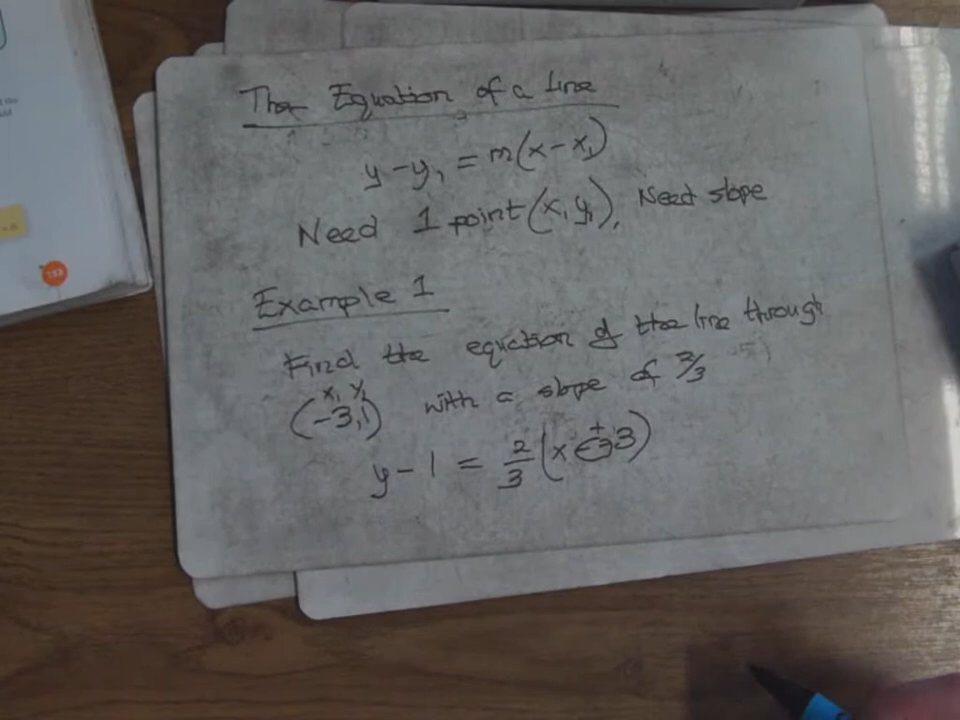 The Equation of a Line
y - y₁ = m(x - x₁)
Need 1 point (x₁ y₁), Need slope
Example 1
Find the equation of the line through
x₁ y₁
(-3, 1) with a slope of 2/3
y - 1 = 2/3 (x + 3)